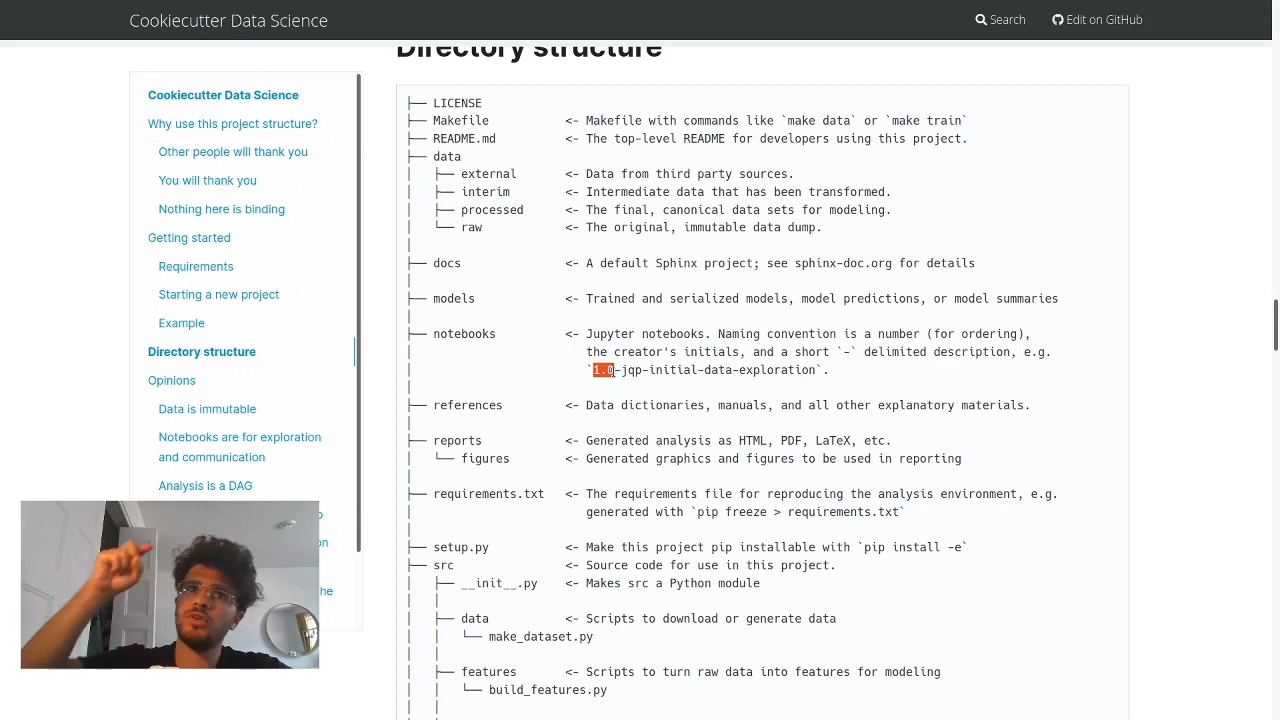 Cookiecutter Data Science
Search
Edit on GitHub
Directory structure
Cookiecutter Data Science
Why use this project structure?
Other people will thank you
You will thank you
Nothing here is binding
Getting started
Requirements
Starting a new project
Example
Directory structure
Opinions
Data is immutable
Notebooks are for exploration
and communication
Analysis is a DAG
├── LICENSE
├── Makefile <- Makefile with commands like `make data` or `make train`
├── README.md <- The top-level README for developers using this project.
├── data
│ ├── external <- Data from third party sources.
│ ├── interim <- Intermediate data that has been transformed.
│ ├── processed <- The final, canonical data sets for modeling.
│ └── raw <- The original, immutable data dump.
│
├── docs <- A default Sphinx project; see sphinx-doc.org for details
│
├── models <- Trained and serialized models, model predictions, or model summaries
│
├── notebooks <- Jupyter notebooks. Naming convention is a number (for ordering),
│ the creator's initials, and a short `-` delimited description, e.g.
│ `1.0-jqp-initial-data-exploration`.
│
├── references <- Data dictionaries, manuals, and all other explanatory materials.
│
├── reports <- Generated analysis as HTML, PDF, LaTeX, etc.
│ └── figures <- Generated graphics and figures to be used in reporting
│
├── requirements.txt <- The requirements file for reproducing the analysis environment, e.g.
│ generated with `pip freeze > requirements.txt`
│
├── setup.py <- Make this project pip installable with `pip install -e`
├── src <- Source code for use in this project.
│ ├── __init__.py <- Makes src a Python module
│ │
│ ├── data <- Scripts to download or generate data
│ │ └── make_dataset.py
│ │
│ ├── features <- Scripts to turn raw data into features for modeling
│ │ └── build_features.py
│ │